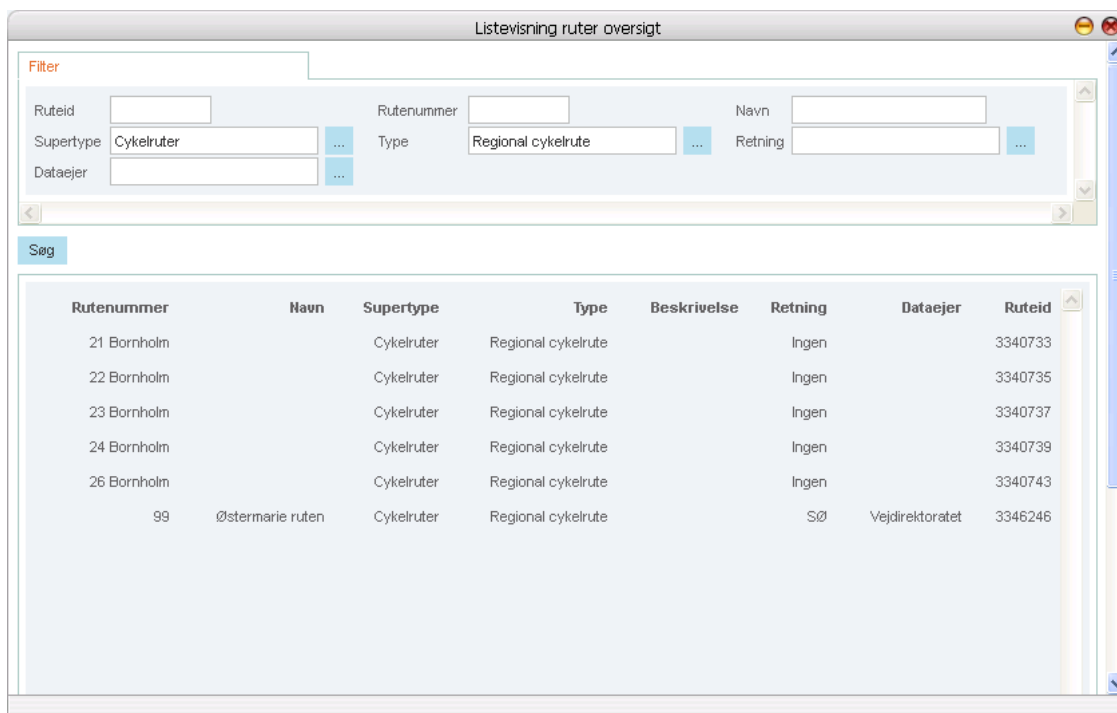 Listevisning ruter oversigt
Filter
Ruteid Rutenummer Navn
Supertype Cykelruter ... Type Regional cykelrute ... Retning ...
Dataejer ...
Søg
Rutenummer Navn Supertype Type Beskrivelse Retning Dataejer Ruteid
21 Bornholm Cykelruter Regional cykelrute Ingen 3340733
22 Bornholm Cykelruter Regional cykelrute Ingen 3340735
23 Bornholm Cykelruter Regional cykelrute Ingen 3340737
24 Bornholm Cykelruter Regional cykelrute Ingen 3340739
26 Bornholm Cykelruter Regional cykelrute Ingen 3340743
99 Østermarie ruten Cykelruter Regional cykelrute SØ Vejdirektoratet 3346246